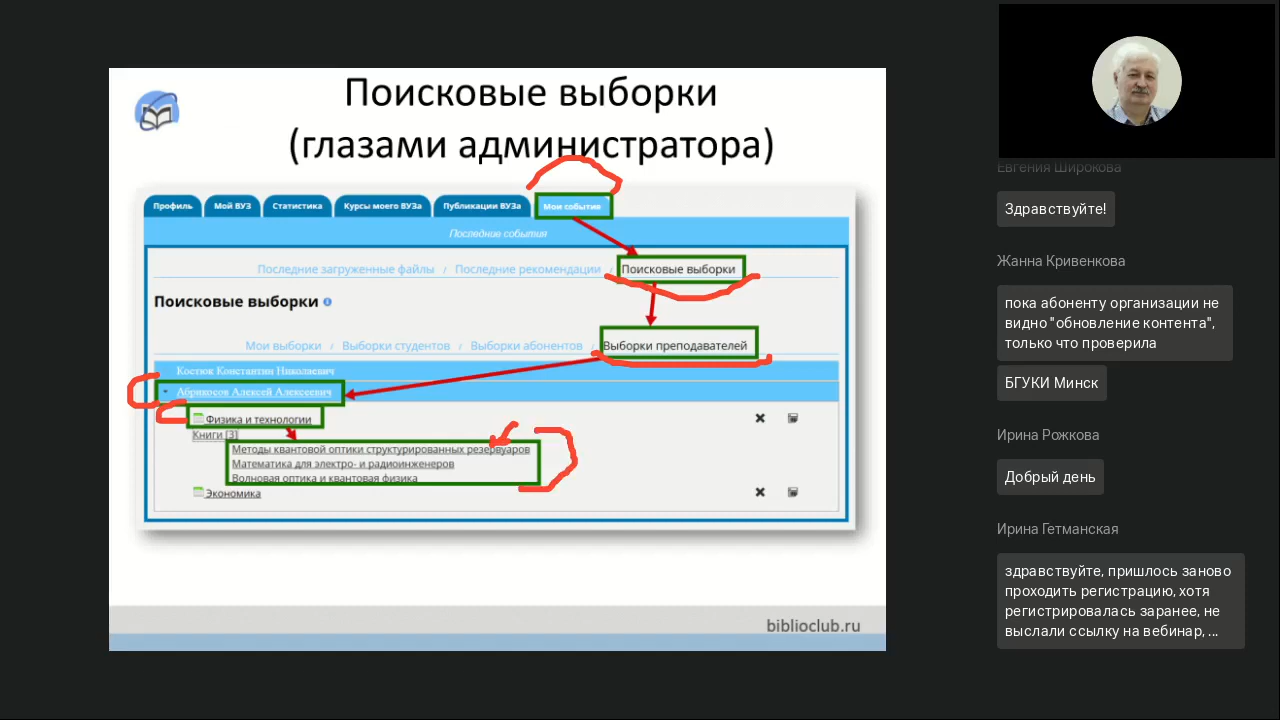 Поисковые выборки
(глазами администратора)
Профиль
Мой ВУЗ
Статистика
Курсы моего ВУЗа
Публикации ВУЗа
Мои события
Последние события
Последние загруженные файлы / Последние рекомендации / Поисковые выборки
Поисковые выборки
Мои выборки / Выборки студентов / Выборки абонентов / Выборки преподавателей
Костюк Константин Николаевич
Абрикосов Алексей Алексеевич
Физика и технологии
Книги [3]
Методы квантовой оптики структурированных резервуаров
Математика для электро- и радиоинженеров
Волновая оптика и квантовая физика
Экономика
biblioclub.ru
Евгения Широкова
Здравствуйте!
Жанна Кривенкова
пока абоненту организации не
видно "обновление контента",
только что проверила
БГУКИ Минск
Ирина Рожкова
Добрый день
Ирина Гетманская
здравствуйте, пришлось заново
проходить регистрацию, хотя
регистрировалась заранее, не
выслали ссылку на вебинар, ...